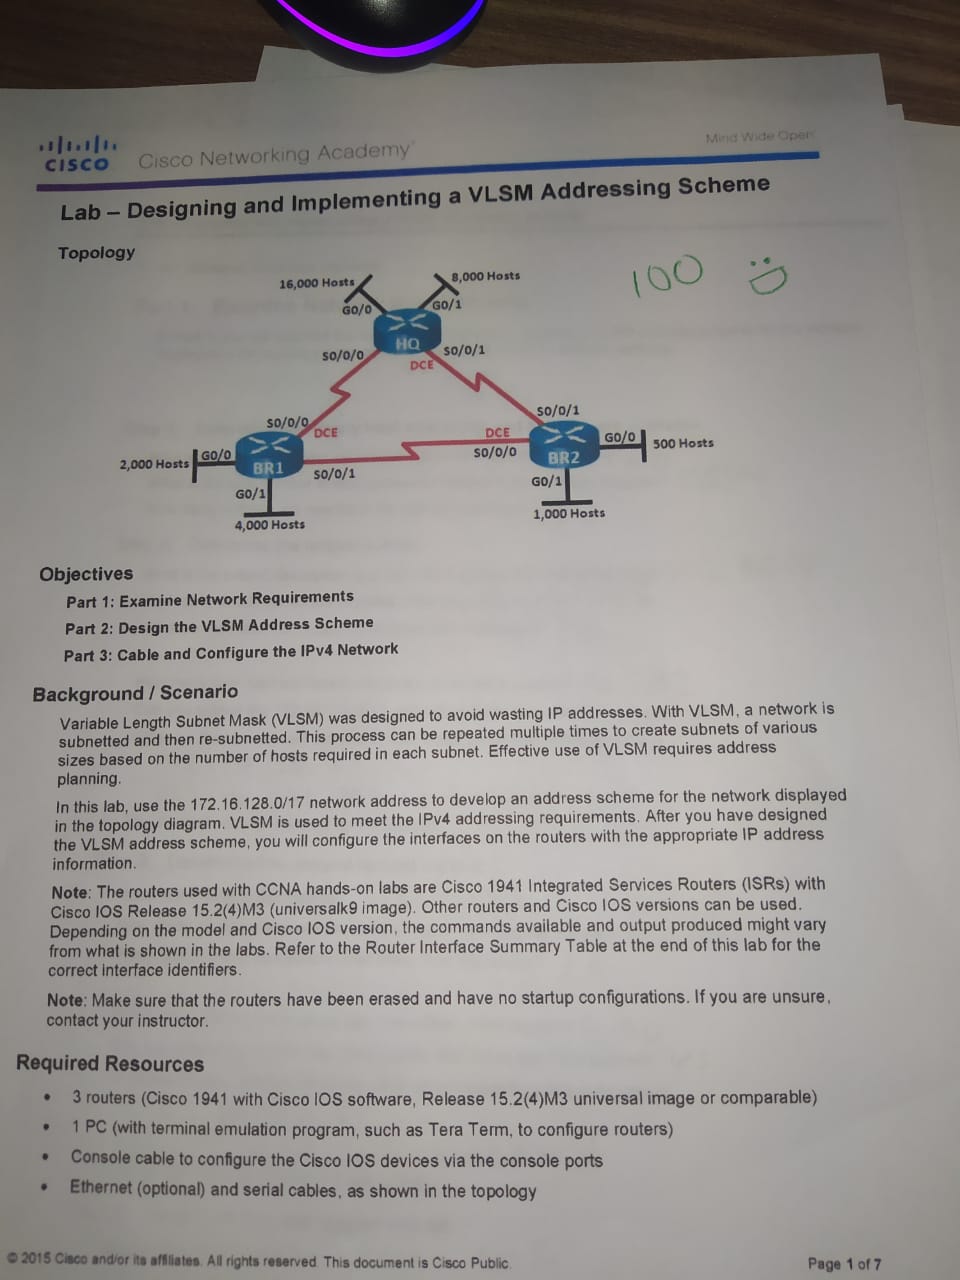 Mind Wide Open
CISCO Cisco Networking Academy
Lab – Designing and Implementing a VLSM Addressing Scheme
Topology
100
16,000 Hosts
8,000 Hosts
G0/0
G0/1
HQ
S0/0/0
S0/0/1
DCE
S0/0/0
DCE
S0/0/1
DCE
S0/0/0
G0/0
500 Hosts
2,000 Hosts
G0/0
BR1
S0/0/1
BR2
G0/1
G0/1
4,000 Hosts
1,000 Hosts
Objectives
Part 1: Examine Network Requirements
Part 2: Design the VLSM Address Scheme
Part 3: Cable and Configure the IPv4 Network
Background / Scenario
Variable Length Subnet Mask (VLSM) was designed to avoid wasting IP addresses. With VLSM, a network is
subnetted and then re-subnetted. This process can be repeated multiple times to create subnets of various
sizes based on the number of hosts required in each subnet. Effective use of VLSM requires address
planning.
In this lab, use the 172.16.128.0/17 network address to develop an address scheme for the network displayed
in the topology diagram. VLSM is used to meet the IPv4 addressing requirements. After you have designed
the VLSM address scheme, you will configure the interfaces on the routers with the appropriate IP address
information.
Note: The routers used with CCNA hands-on labs are Cisco 1941 Integrated Services Routers (ISRs) with
Cisco IOS Release 15.2(4)M3 (universalk9 image). Other routers and Cisco IOS versions can be used.
Depending on the model and Cisco IOS version, the commands available and output produced might vary
from what is shown in the labs. Refer to the Router Interface Summary Table at the end of this lab for the
correct interface identifiers.
Note: Make sure that the routers have been erased and have no startup configurations. If you are unsure,
contact your instructor.
Required Resources
• 3 routers (Cisco 1941 with Cisco IOS software, Release 15.2(4)M3 universal image or comparable)
• 1 PC (with terminal emulation program, such as Tera Term, to configure routers)
• Console cable to configure the Cisco IOS devices via the console ports
• Ethernet (optional) and serial cables, as shown in the topology
© 2015 Cisco and/or its affiliates. All rights reserved. This document is Cisco Public. Page 1 of 7